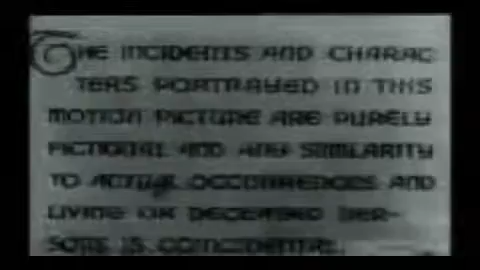 THE INCIDENTS AND CHARAC
TERS PORTRAYED IN THIS
MOTION PICTURE ARE PURELY
FICTIONAL AND ANY SIMILARITY
TO ACTUAL OCCURRENCES AND
LIVING OR DECEASED PER-
SONS IS COINCIDENTAL.